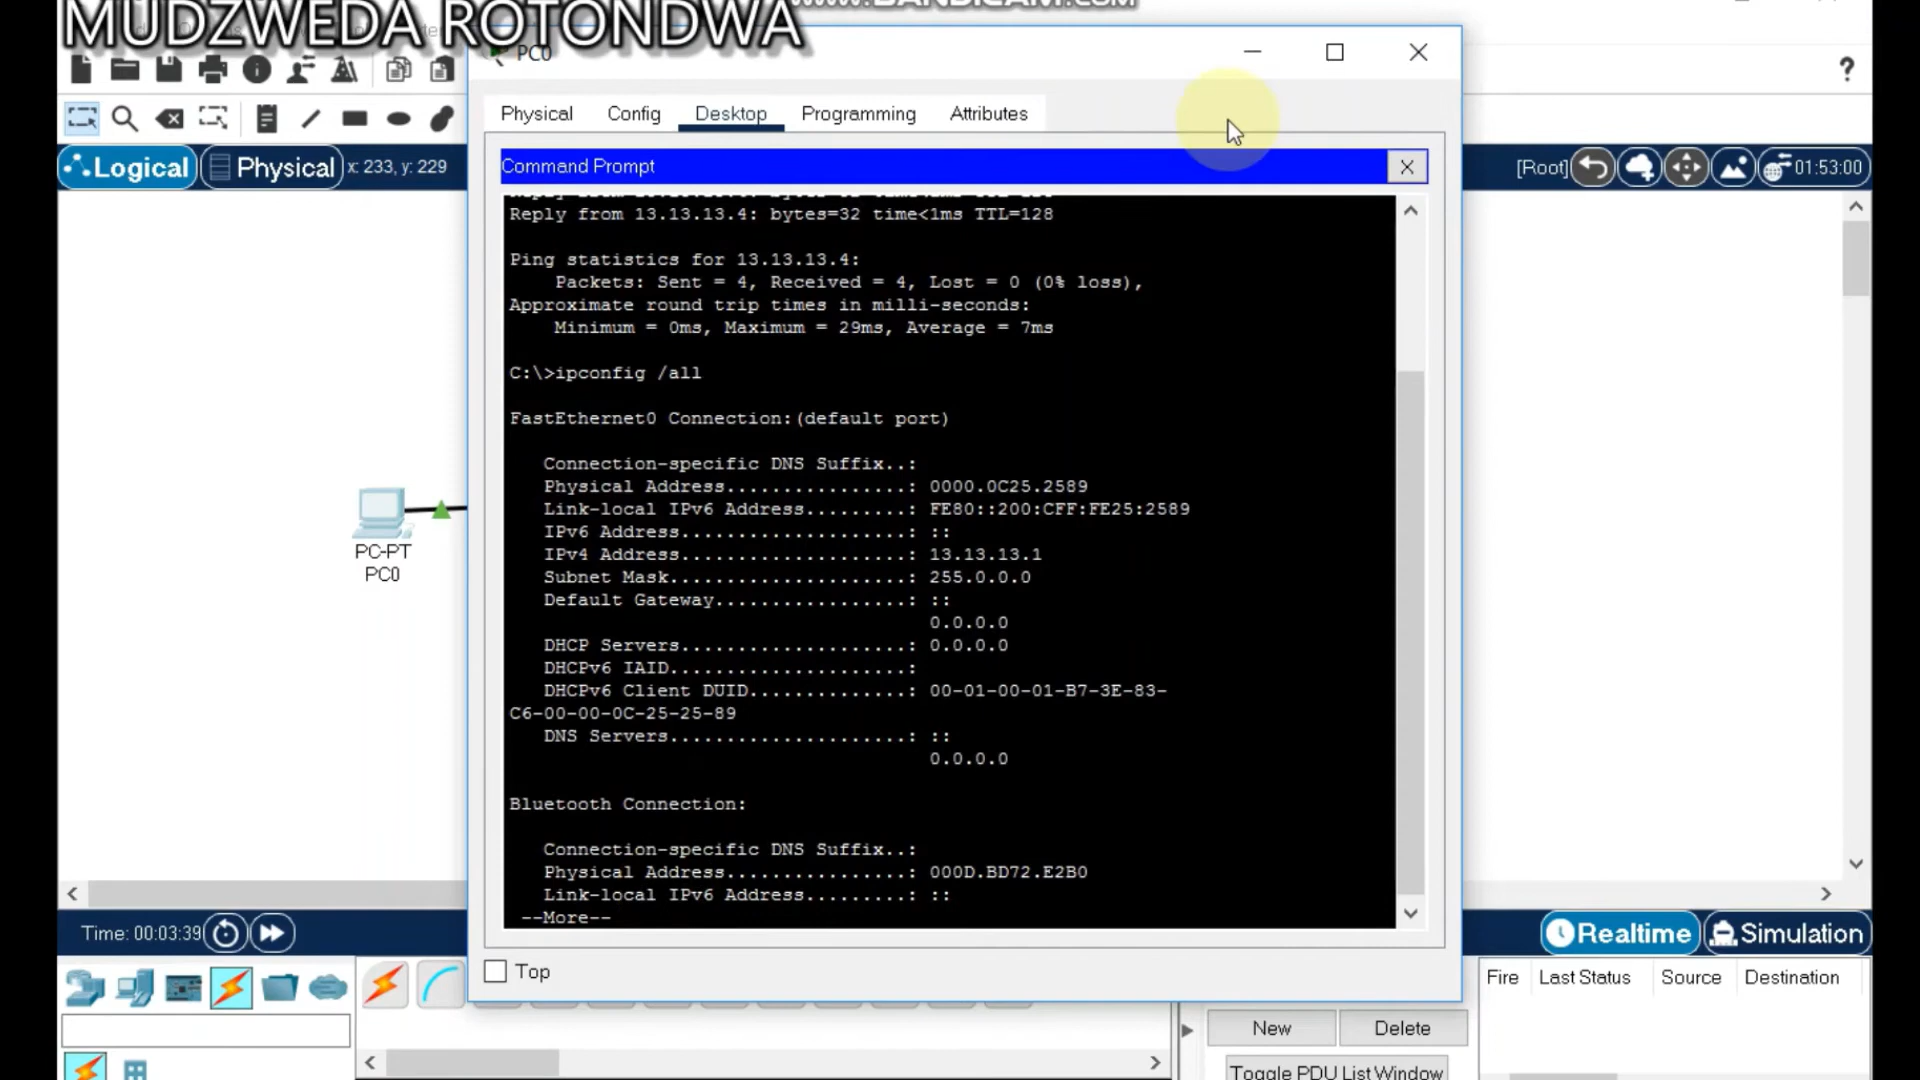 MUDZWEDA ROTONDWA
www.BANDICAM.com
PC0
Physical Config Desktop Programming Attributes
Logical Physical x: 233, y: 229 [Root] 01:53:00
Command Prompt
Reply from 13.13.13.4: bytes=32 time<1ms TTL=128
Ping statistics for 13.13.13.4:
Packets: Sent = 4, Received = 4, Lost = 0 (0% loss),
Approximate round trip times in milli-seconds:
Minimum = 0ms, Maximum = 29ms, Average = 7ms
C:\>ipconfig /all
FastEthernet0 Connection:(default port)
Connection-specific DNS Suffix..:
Physical Address................: 0000.0C25.2589
Link-local IPv6 Address.........: FE80::200:CFF:FE25:2589
IPv6 Address....................: ::
IPv4 Address....................: 13.13.13.1
Subnet Mask.....................: 255.0.0.0
Default Gateway.................: ::
0.0.0.0
DHCP Servers....................: 0.0.0.0
DHCPv6 IAID.....................:
DHCPv6 Client DUID..............: 00-01-00-01-B7-3E-83-
C6-00-00-0C-25-25-89
DNS Servers.....................: ::
0.0.0.0
Bluetooth Connection:
Connection-specific DNS Suffix..:
Physical Address................: 000D.BD72.E2B0
Link-local IPv6 Address.........: ::
--More--
PC-PT
PC0
Time: 00:03:39
Realtime Simulation
Top
Fire Last Status Source Destination
New Delete
Toggle PDU List Window